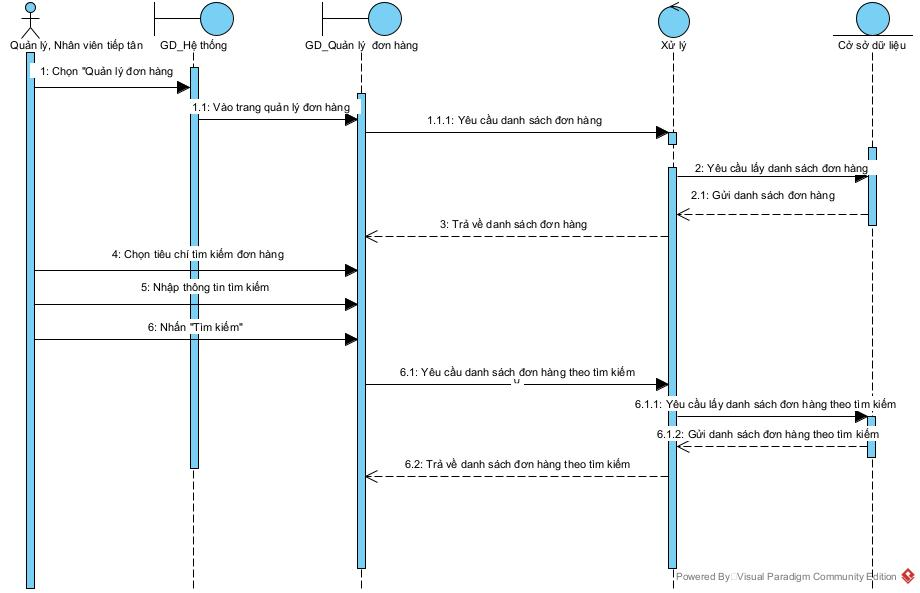 Quản lý, Nhân viên tiếp tân
GD_Hệ thống
GD_Quản lý đơn hàng
Xử lý
Cở sở dữ liệu
1: Chọn "Quản lý đơn hàng
1.1: Vào trang quản lý đơn hàng
1.1.1: Yêu cầu danh sách đơn hàng
2: Yêu cầu lấy danh sách đơn hàng
2.1: Gửi danh sách đơn hàng
3: Trả về danh sách đơn hàng
4: Chọn tiêu chí tìm kiếm đơn hàng
5: Nhập thông tin tìm kiếm
6: Nhấn "Tìm kiếm"
6.1: Yêu cầu danh sách đơn hàng theo tìm kiếm
6.1.1: Yêu cầu lấy danh sách đơn hàng theo tìm kiếm
6.1.2: Gửi danh sách đơn hàng theo tìm kiếm
6.2: Trả về danh sách đơn hàng theo tìm kiếm
Powered By Visual Paradigm Community Edition